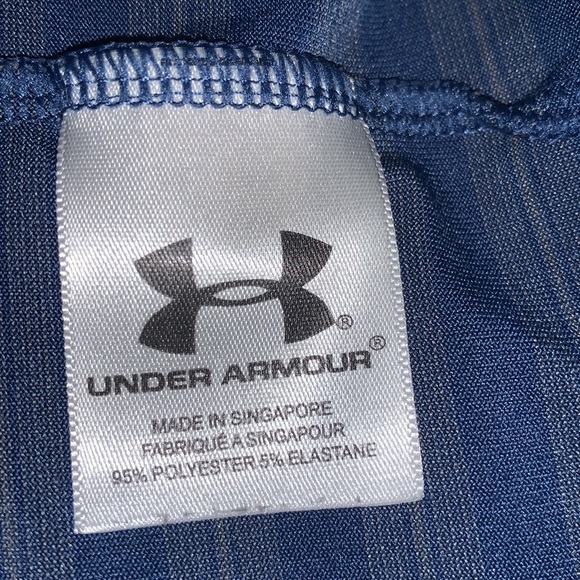 ®
UNDER ARMOUR®
MADE IN SINGAPORE
FABRIQUÉ A SINGAPOUR
95% POLYESTER 5% ELASTANE